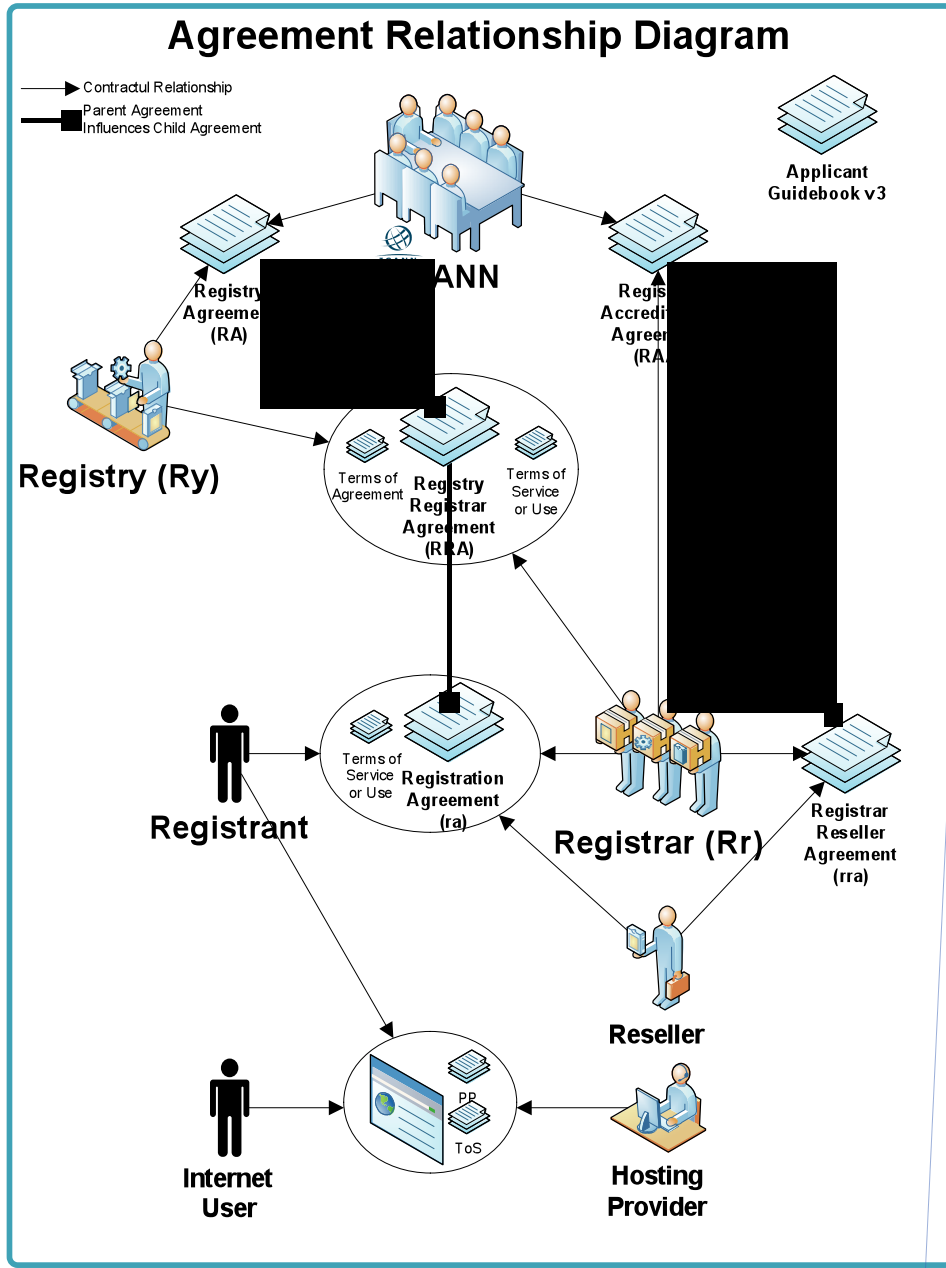 Agreement Relationship Diagram
Contractul Relationship
Parent Agreement
Influences Child Agreement
Applicant
Guidebook v3
ANN
Registry
Agreeme
(RA)
Regis
Accredit
Agree
(RA
Registry (Ry)
Terms of
Agreement
Registry
Registrar
Agreement
(RRA)
Terms of
Service
or Use
Registrant
Terms of
Service
or Use
Registration
Agreement
(ra)
Registrar (Rr)
Registrar
Reseller
Agreement
(rra)
Reseller
PP
ToS
Internet
User
Hosting
Provider